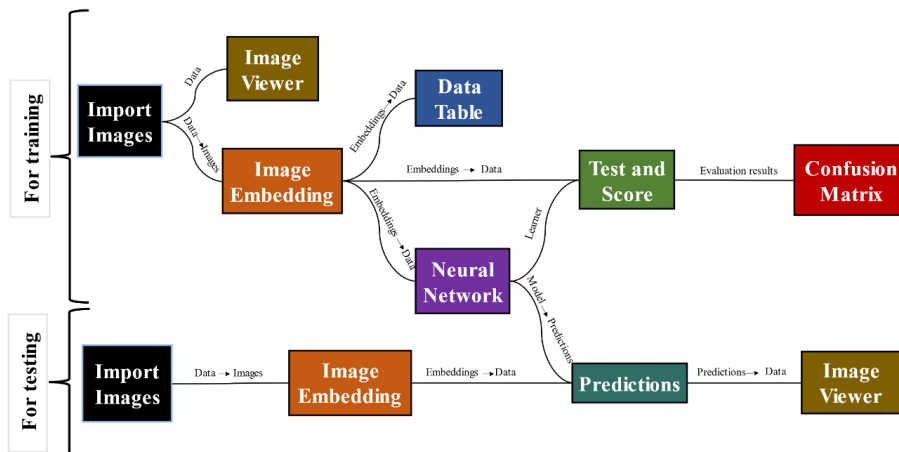 For training
Import
Images
Data
Image
Viewer
Data→Images
Image
Embedding
Embeddings→Data
Data
Table
Embeddings → Data
Test and
Score
Evaluation results
Confusion
Matrix
Embeddings→Data
Neural
Network
Learner
Model→Predictions
For testing
Import
Images
Data → Images
Image
Embedding
Embeddings→Data
Predictions
Predictions→ Data
Image
Viewer